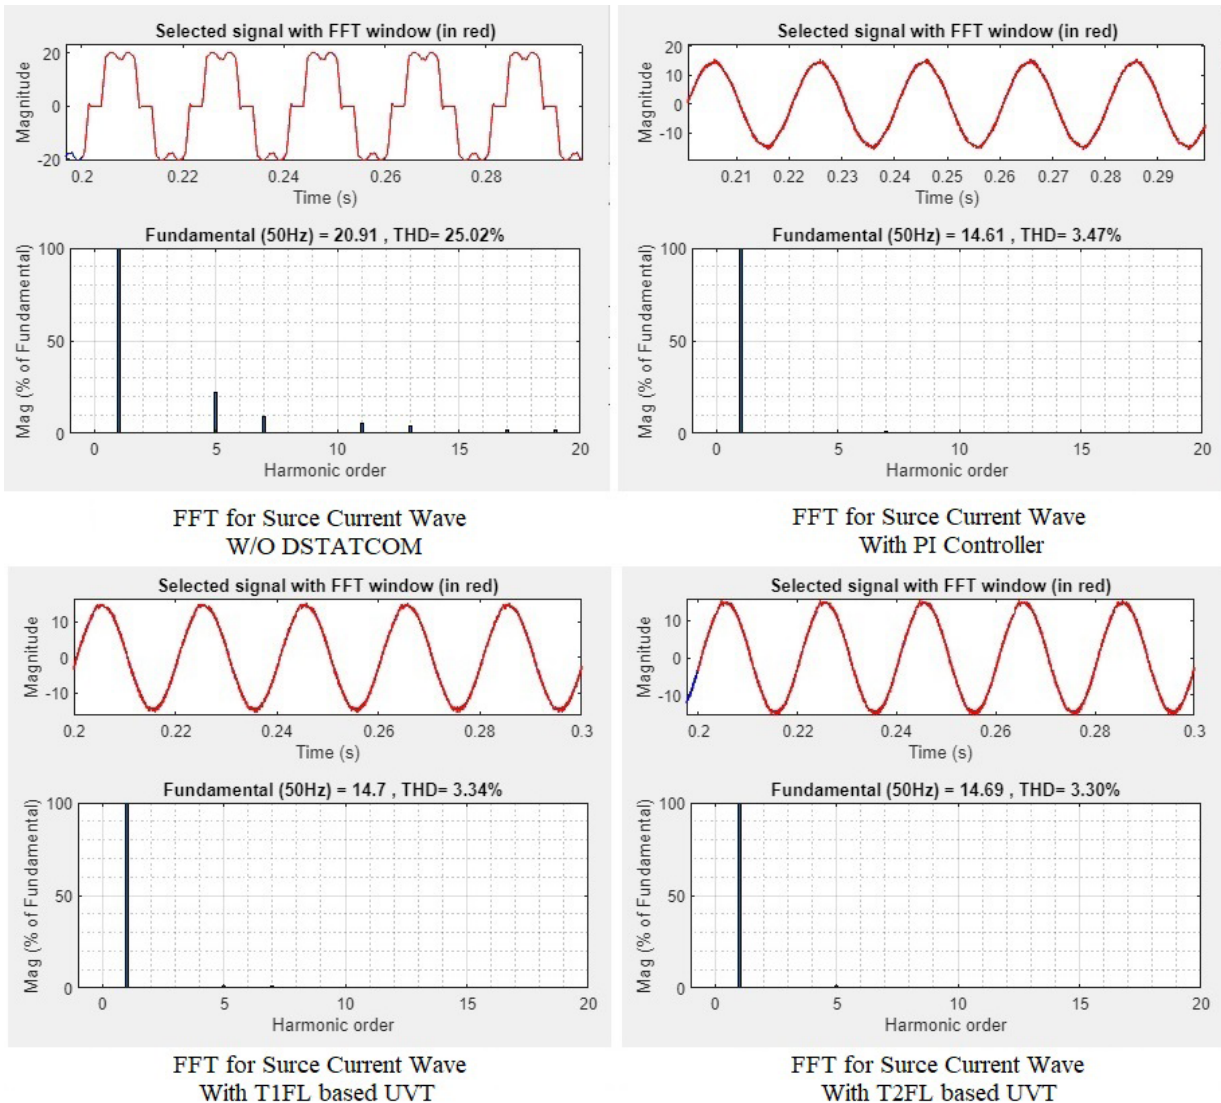 Selected signal with FFT window (in red)
20
0
-20
Magnitude
0.2 0.22 0.24 0.26 0.28
Time (s)
Fundamental (50Hz) = 20.91 , THD= 25.02%
100
50
0
Mag (% of Fundamental)
0 5 10 15 20
Harmonic order
FFT for Surce Current Wave
W/O DSTATCOM
Selected signal with FFT window (in red)
20
10
0
-10
Magnitude
0.21 0.22 0.23 0.24 0.25 0.26 0.27 0.28 0.29
Time (s)
Fundamental (50Hz) = 14.61 , THD= 3.47%
100
50
0
Mag (% of Fundamental)
0 5 10 15 20
Harmonic order
FFT for Surce Current Wave
With PI Controller
Selected signal with FFT window (in red)
10
0
-10
Magnitude
0.2 0.22 0.24 0.26 0.28 0.3
Time (s)
Fundamental (50Hz) = 14.7 , THD= 3.34%
100
50
0
Mag (% of Fundamental)
0 5 10 15 20
Harmonic order
FFT for Surce Current Wave
With T1FL based UVT
Selected signal with FFT window (in red)
10
0
-10
Magnitude
0.2 0.22 0.24 0.26 0.28 0.3
Time (s)
Fundamental (50Hz) = 14.69 , THD= 3.30%
100
50
0
Mag (% of Fundamental)
0 5 10 15 20
Harmonic order
FFT for Surce Current Wave
With T2FL based UVT